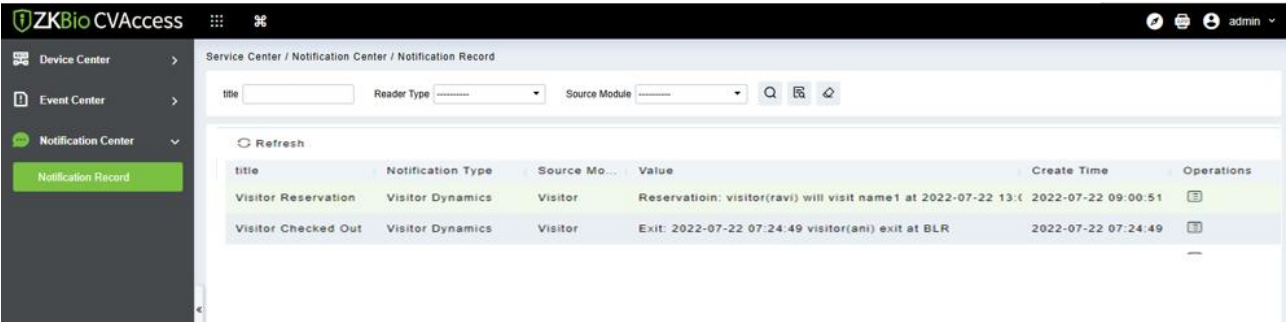 ZKBio CVAccess
admin
Device Center
Event Center
Notification Center
Notification Record
Service Center / Notification Center / Notification Record
title
Reader Type ----------
Source Module ----------
Refresh
title Notification Type Source Mo... Value Create Time Operations
Visitor Reservation Visitor Dynamics Visitor Reservatioin: visitor(ravi) will visit name1 at 2022-07-22 13:( 2022-07-22 09:00:51
Visitor Checked Out Visitor Dynamics Visitor Exit: 2022-07-22 07:24:49 visitor(ani) exit at BLR 2022-07-22 07:24:49